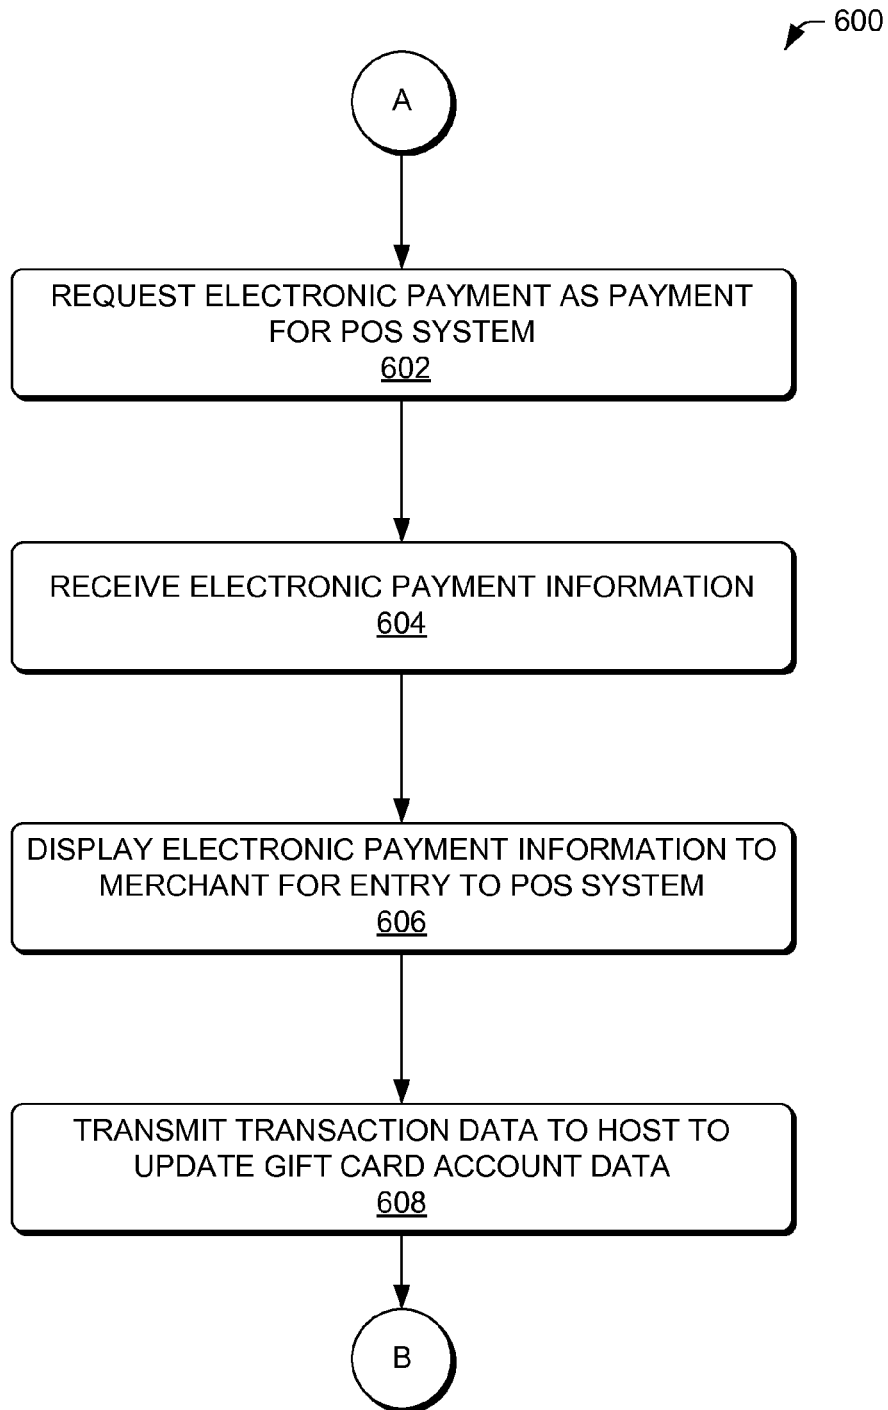 600
A
REQUEST ELECTRONIC PAYMENT AS PAYMENT
FOR POS SYSTEM
602
RECEIVE ELECTRONIC PAYMENT INFORMATION
604
DISPLAY ELECTRONIC PAYMENT INFORMATION TO
MERCHANT FOR ENTRY TO POS SYSTEM
606
TRANSMIT TRANSACTION DATA TO HOST TO
UPDATE GIFT CARD ACCOUNT DATA
608
B